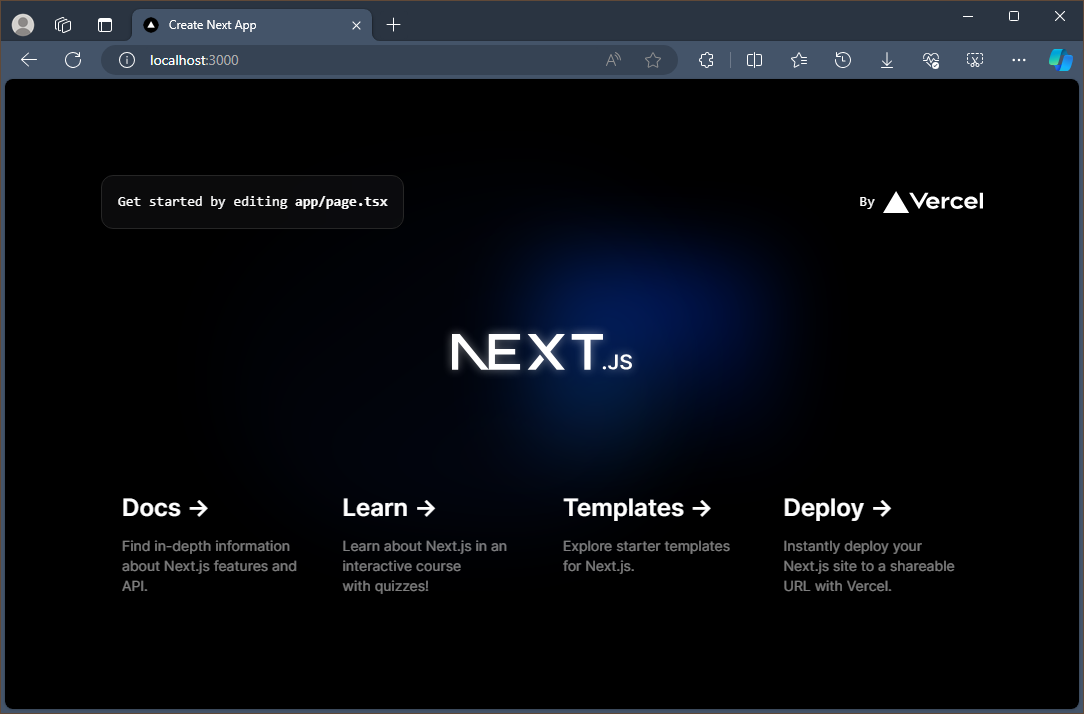 Create Next App
localhost:3000
Get started by editing app/page.tsx
By Vercel
NEXT.JS
Docs →
Find in-depth information
about Next.js features and
API.
Learn →
Learn about Next.js in an
interactive course
with quizzes!
Templates →
Explore starter templates
for Next.js.
Deploy →
Instantly deploy your
Next.js site to a shareable
URL with Vercel.